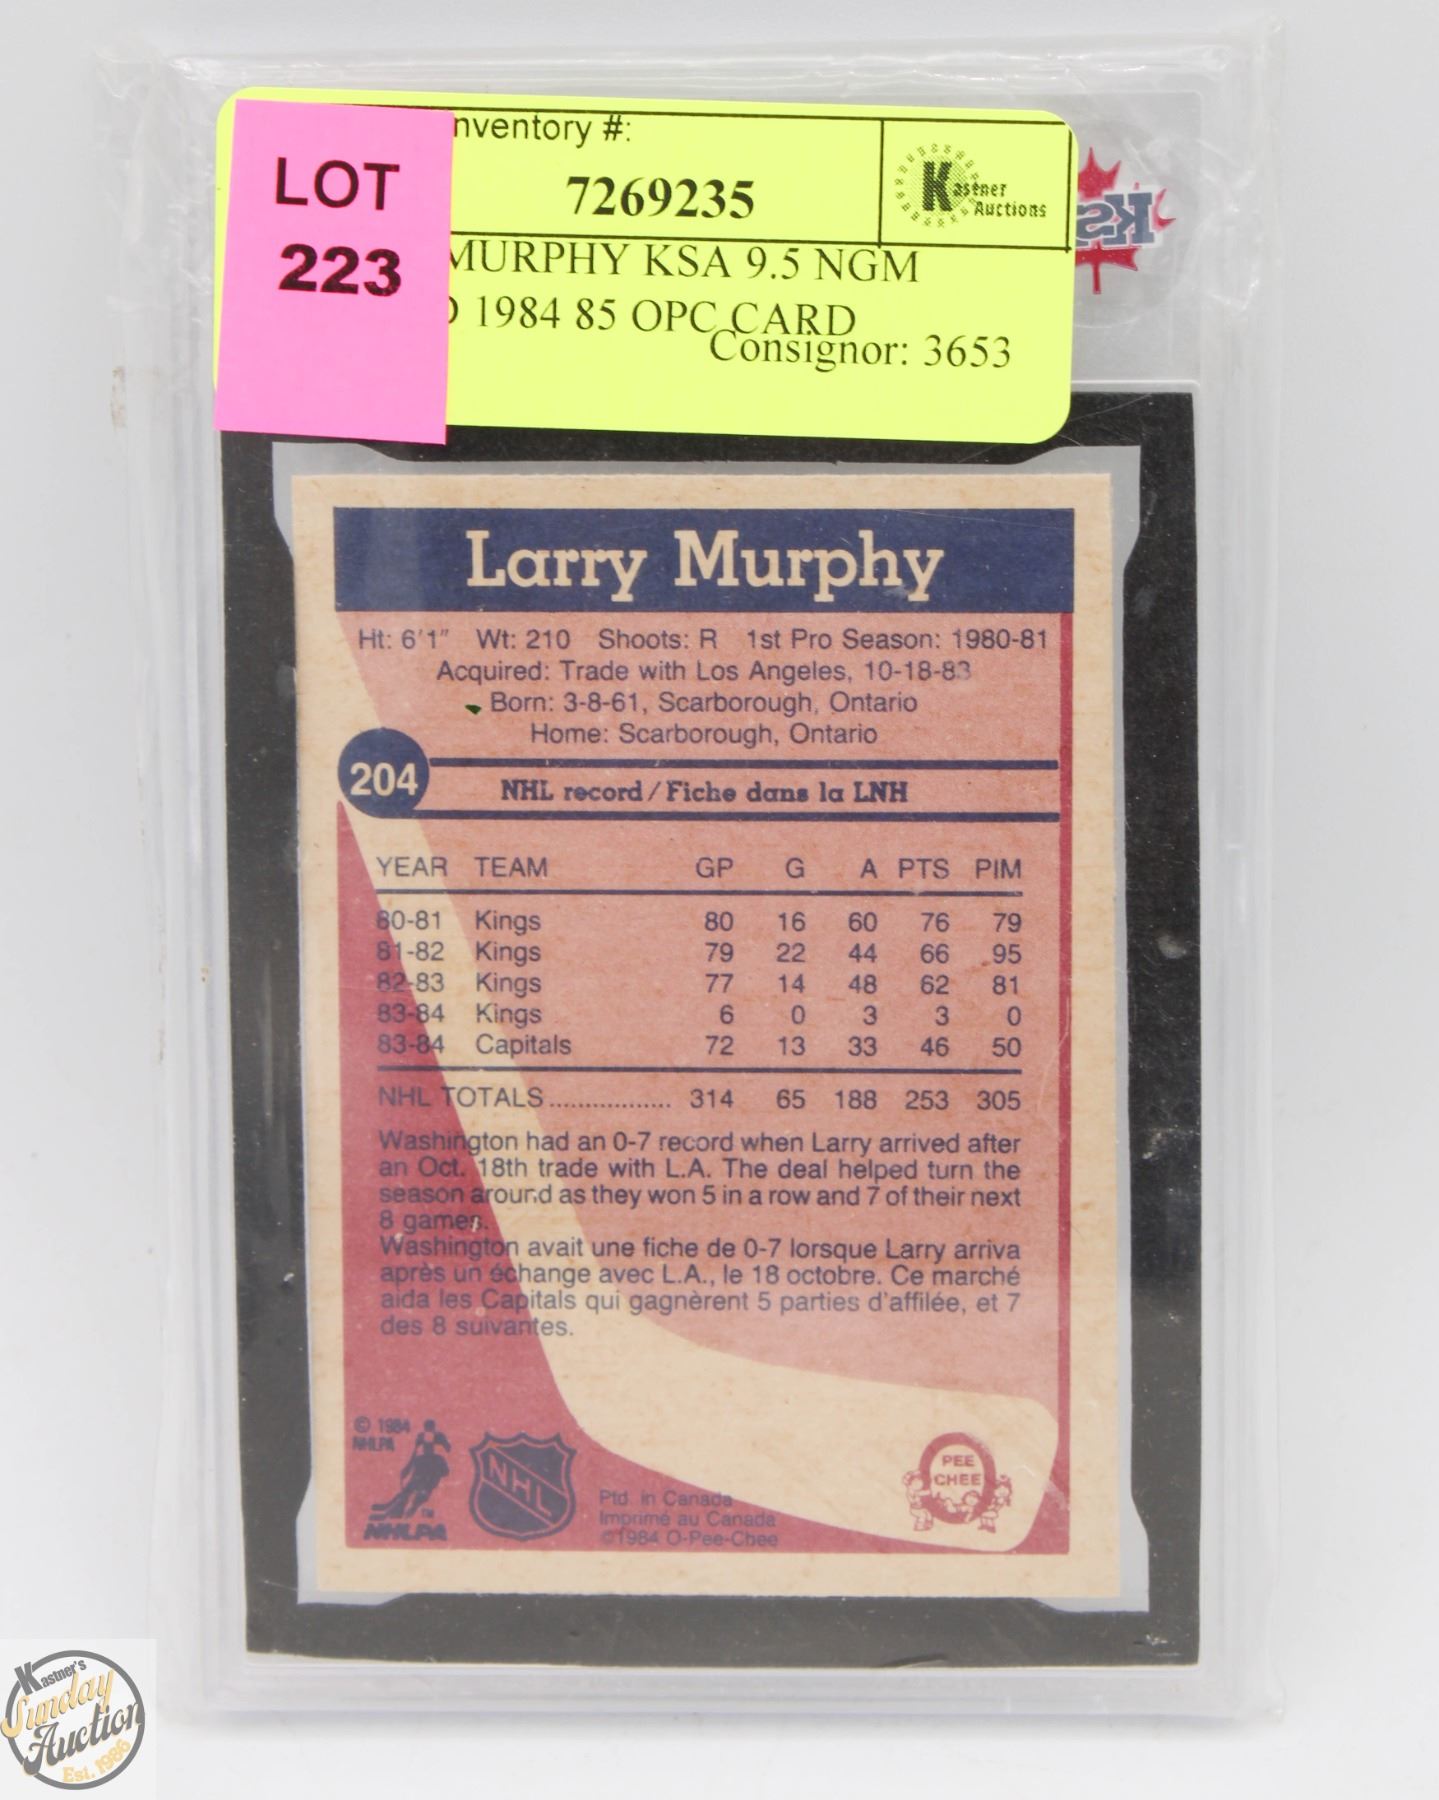 LOT
223
Inventory #:
7269235
Kastner
Auctions
MURPHY KSA 9.5 NGM
1984 85 OPC CARD
Consignor: 3653
Larry Murphy
Ht: 6'1" Wt: 210 Shoots: R 1st Pro Season: 1980-81
Acquired: Trade with Los Angeles, 10-18-83
Born: 3-8-61, Scarborough, Ontario
Home: Scarborough, Ontario
204
NHL record / Fiche dans la LNH
YEAR TEAM GP G A PTS PIM
80-81 Kings 80 16 60 76 79
81-82 Kings 79 22 44 66 95
82-83 Kings 77 14 48 62 81
83-84 Kings 6 0 3 3 0
83-84 Capitals 72 13 33 46 50
NHL TOTALS................. 314 65 188 253 305
Washington had an 0-7 record when Larry arrived after
an Oct. 18th trade with L.A. The deal helped turn the
season around as they won 5 in a row and 7 of their next
8 games.
Washington avait une fiche de 0-7 lorsque Larry arriva
après un échange avec L.A., le 18 octobre. Ce marché
aida les Capitals qui gagnèrent 5 parties d'affilée, et 7
des 8 suivantes.
© 1984
NHLPA
NHLPA™
NHL
Ptd. in Canada
Imprimé au Canada
©1984 O-Pee-Chee
PEE
CHEE
Kastner's
Sunday
Auction
Est. 1986